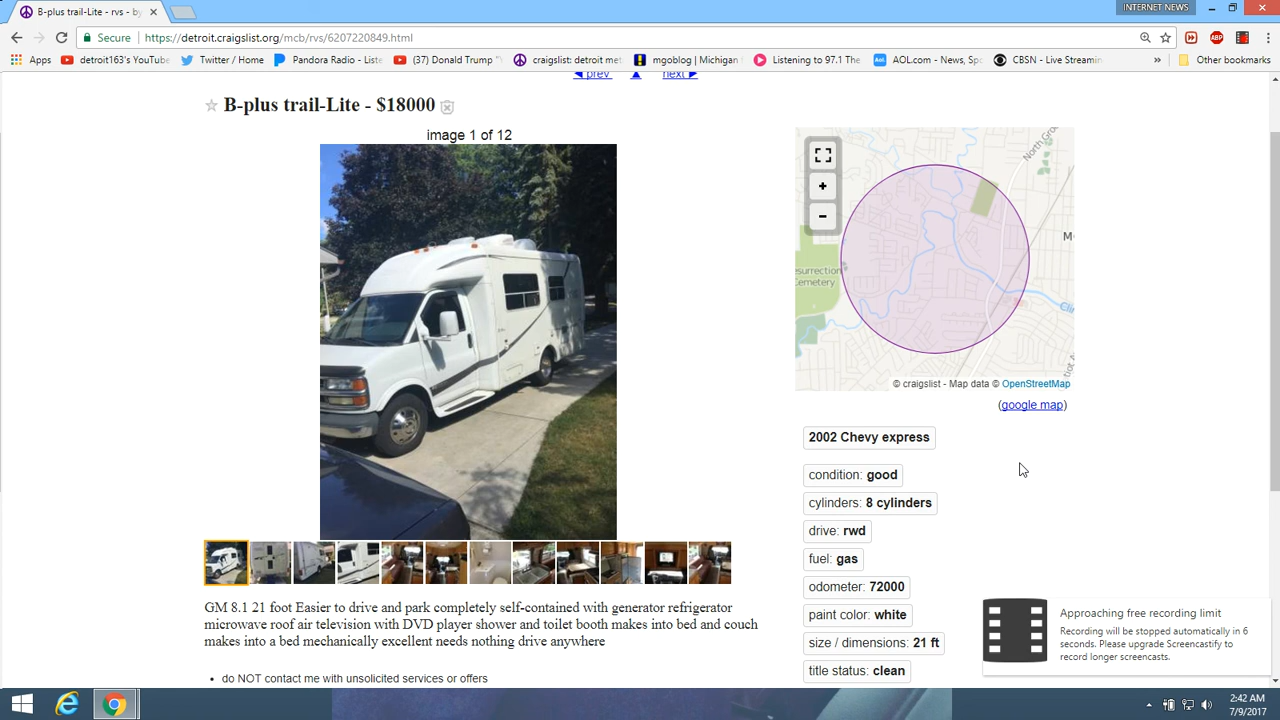 B-plus trail-Lite - rvs - by
INTERNET NEWS
Secure
https://detroit.craigslist.org/mcb/rvs/6207220849.html
Apps
detroit163's YouTube
Twitter / Home
Pandora Radio - Liste
(37) Donald Trump "
craigslist: detroit met
mgoblog | Michigan
Listening to 97.1 The
AOL.com - News, Sp
CBSN - Live Streamin
»
Other bookmarks
◄ prev ▲ next ►
B-plus trail-Lite - $18000
image 1 of 12
+
−
North Gro
esurrection
Cemetery
© craigslist - Map data © OpenStreetMap
(google map)
2002 Chevy express
condition: good
cylinders: 8 cylinders
drive: rwd
fuel: gas
odometer: 72000
paint color: white
size / dimensions: 21 ft
title status: clean
GM 8.1 21 foot Easier to drive and park completely self-contained with generator refrigerator
microwave roof air television with DVD player shower and toilet booth makes into bed and couch
makes into a bed mechanically excellent needs nothing drive anywhere
• do NOT contact me with unsolicited services or offers
Approaching free recording limit
Recording will be stopped automatically in 6
seconds. Please upgrade Screencastify to
record longer screencasts.
2:42 AM
7/9/2017